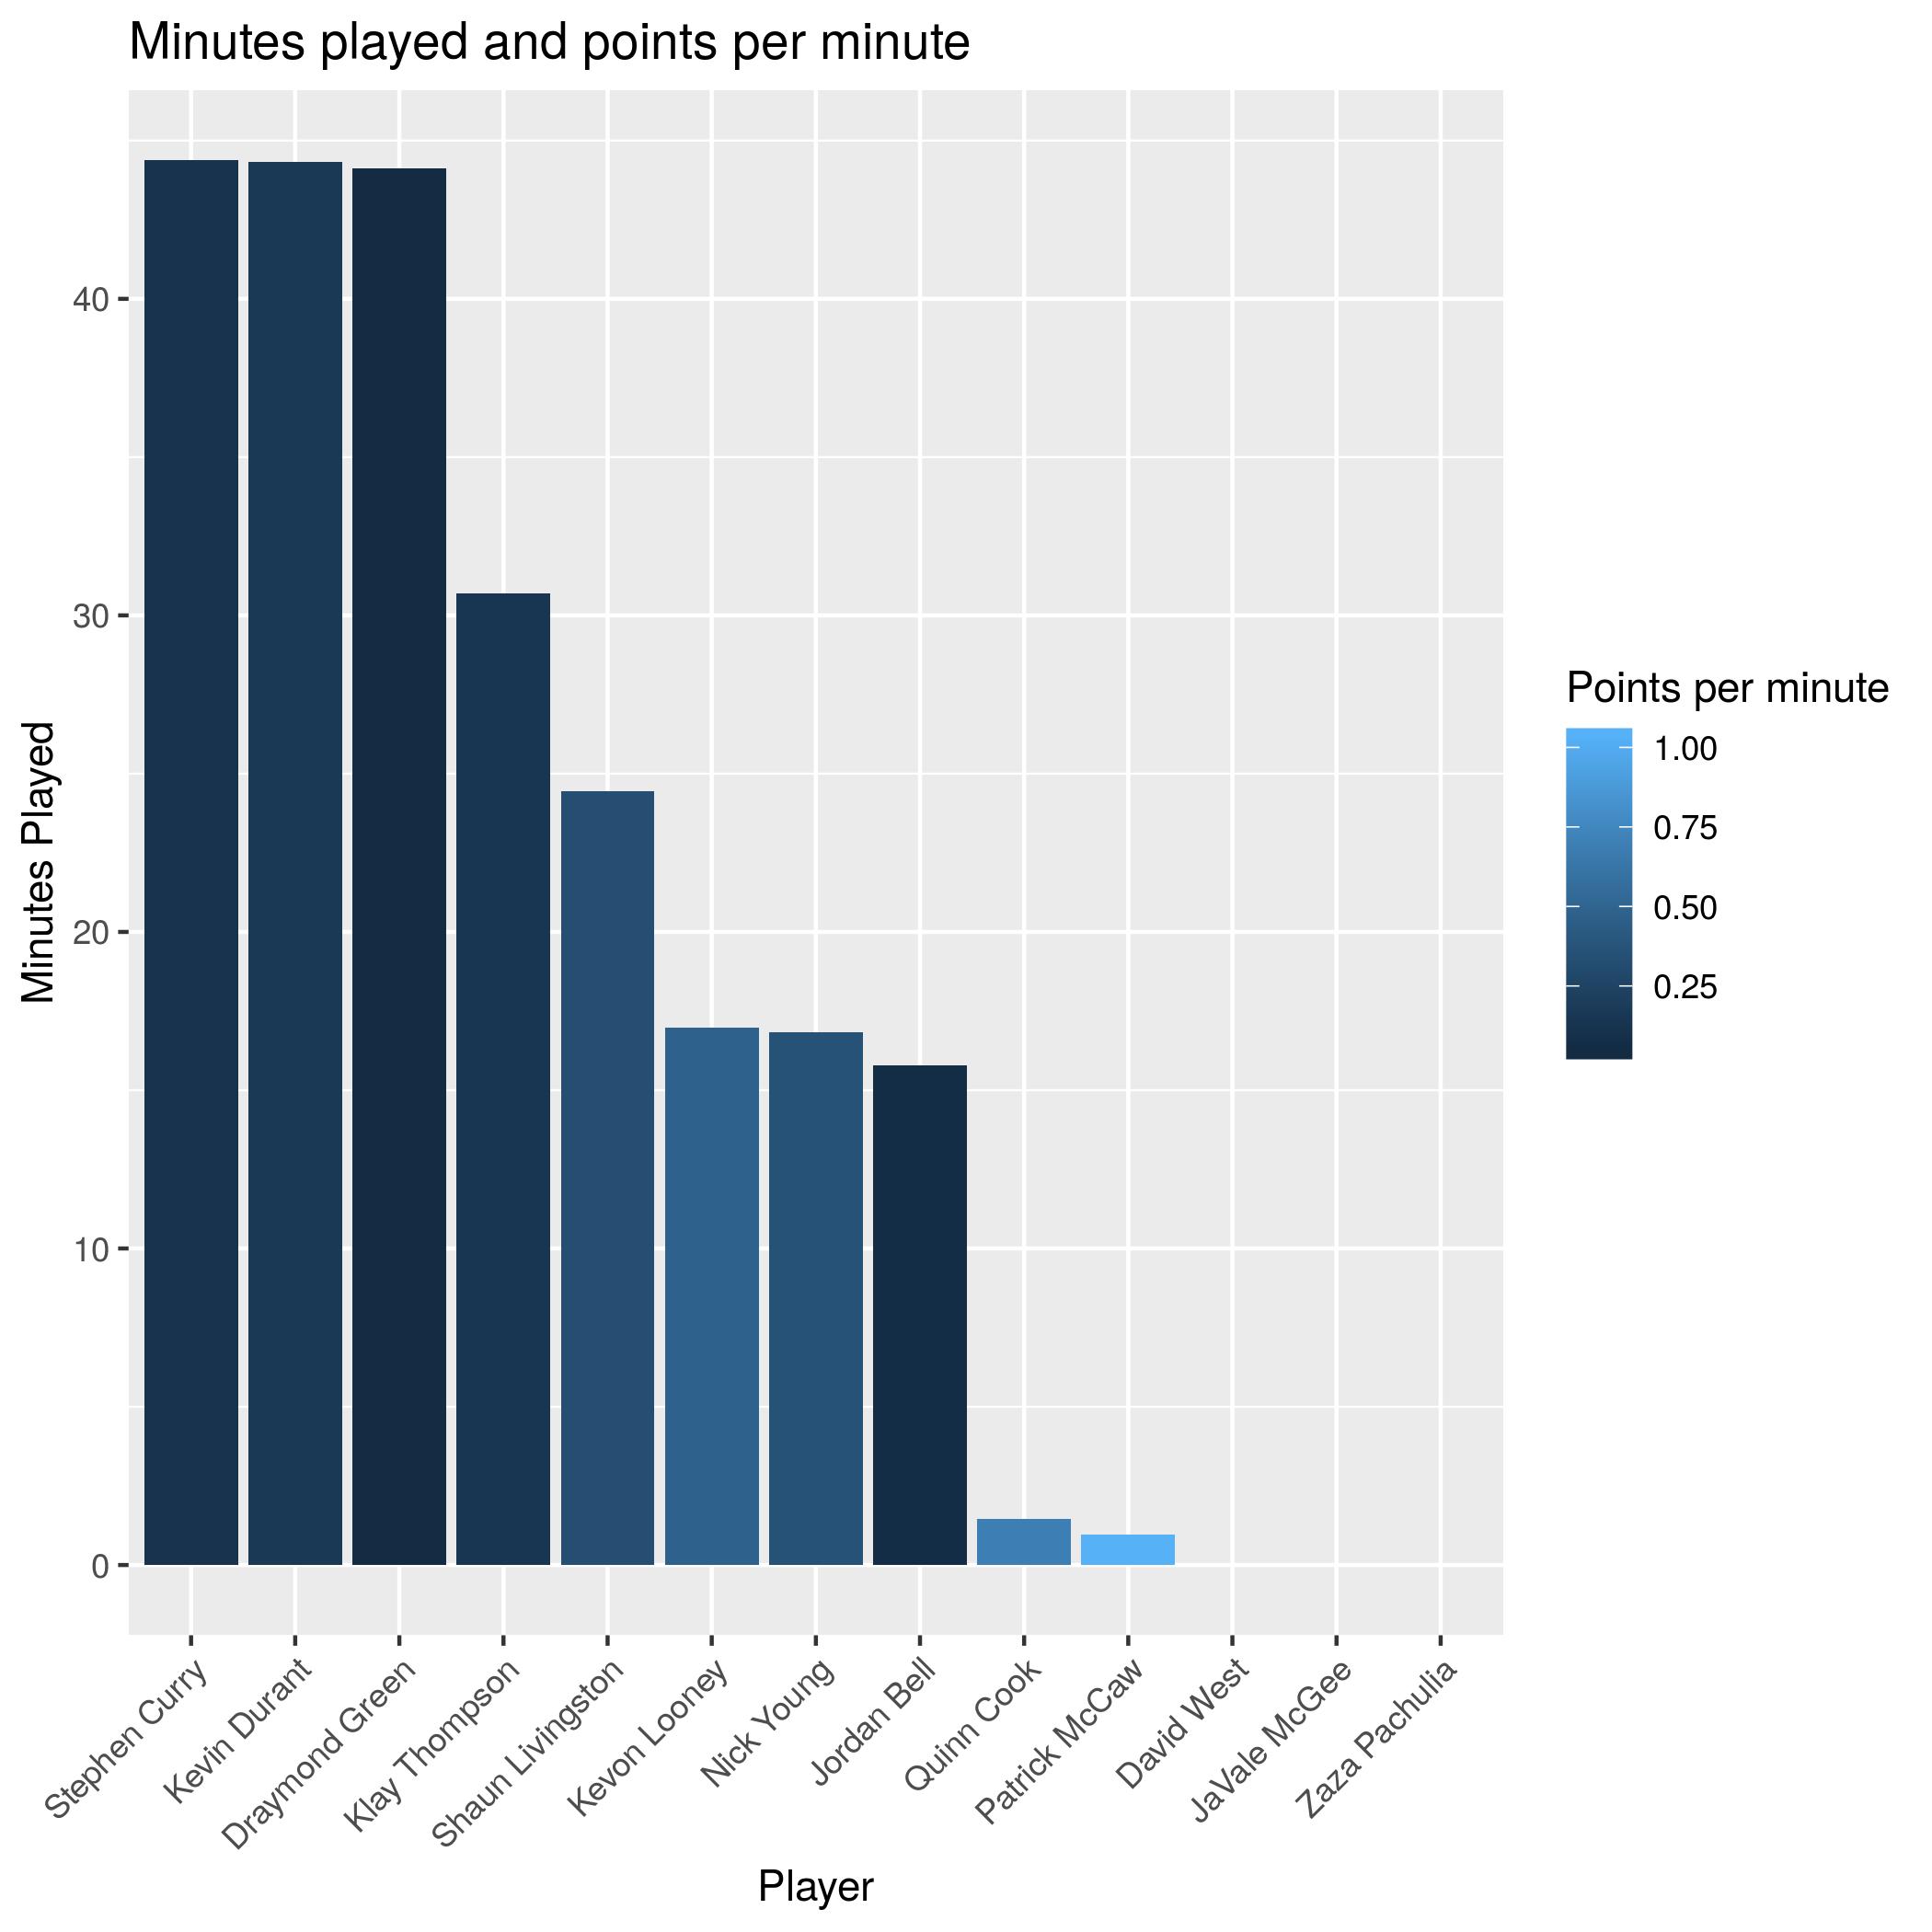 Minutes played and points per minute
Minutes Played
40
30
20
10
0
Stephen Curry
Kevin Durant
Draymond Green
Klay Thompson
Shaun Livingston
Kevon Looney
Nick Young
Jordan Bell
Quinn Cook
Patrick McCaw
David West
JaVale McGee
Zaza Pachulia
Player
Points per minute
1.00
0.75
0.50
0.25